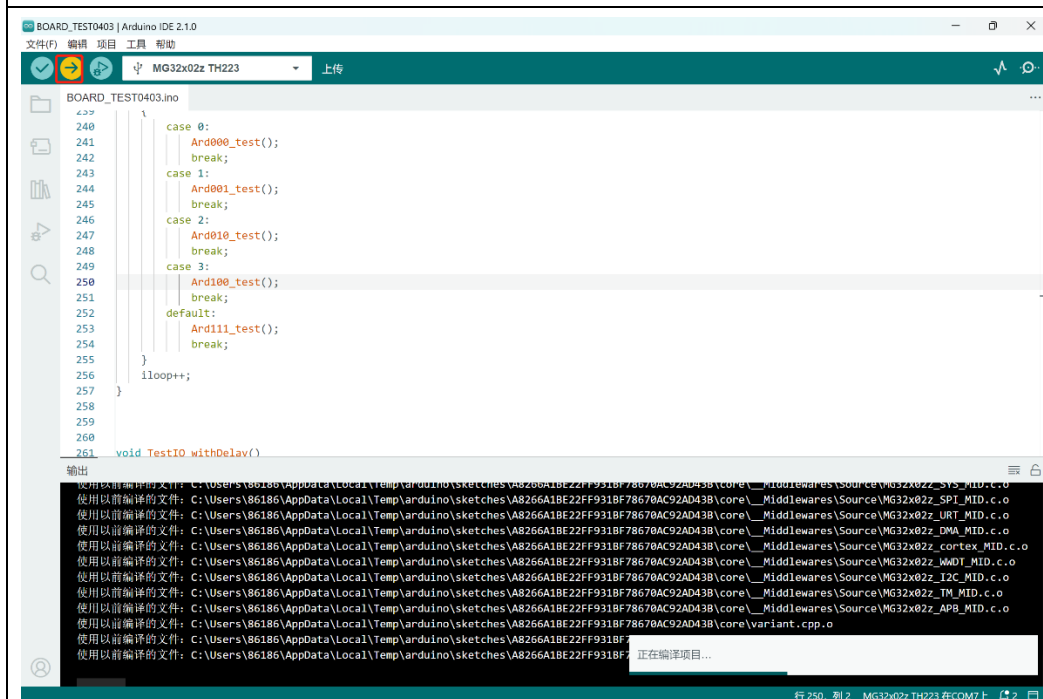 BOARD_TEST0403 | Arduino IDE 2.1.0
文件(F) 编辑 项目 工具 帮助
MG32x02z TH223 上传
BOARD_TEST0403.ino
239 {
240 case 0:
241 Ard000_test();
242 break;
243 case 1:
244 Ard001_test();
245 break;
246 case 2:
247 Ard010_test();
248 break;
249 case 3:
250 Ard100_test();
251 break;
252 default:
253 Ard111_test();
254 break;
255 }
256 iloop++;
257 }
258
259
260
261 void TestIO_withDelay()
输出
使用以前编译的文件: C:\Users\86186\AppData\Local\Temp\arduino\sketches\A8266A1BE22FF931BF78670AC92AD43B\core\__Middlewares\Source\MG32x02z_SYS_MID.c.o
使用以前编译的文件: C:\Users\86186\AppData\Local\Temp\arduino\sketches\A8266A1BE22FF931BF78670AC92AD43B\core\__Middlewares\Source\MG32x02z_SPI_MID.c.o
使用以前编译的文件: C:\Users\86186\AppData\Local\Temp\arduino\sketches\A8266A1BE22FF931BF78670AC92AD43B\core\__Middlewares\Source\MG32x02z_URT_MID.c.o
使用以前编译的文件: C:\Users\86186\AppData\Local\Temp\arduino\sketches\A8266A1BE22FF931BF78670AC92AD43B\core\__Middlewares\Source\MG32x02z_DMA_MID.c.o
使用以前编译的文件: C:\Users\86186\AppData\Local\Temp\arduino\sketches\A8266A1BE22FF931BF78670AC92AD43B\core\__Middlewares\Source\MG32x02z_cortex_MID.c.o
使用以前编译的文件: C:\Users\86186\AppData\Local\Temp\arduino\sketches\A8266A1BE22FF931BF78670AC92AD43B\core\__Middlewares\Source\MG32x02z_WWDT_MID.c.o
使用以前编译的文件: C:\Users\86186\AppData\Local\Temp\arduino\sketches\A8266A1BE22FF931BF78670AC92AD43B\core\__Middlewares\Source\MG32x02z_I2C_MID.c.o
使用以前编译的文件: C:\Users\86186\AppData\Local\Temp\arduino\sketches\A8266A1BE22FF931BF78670AC92AD43B\core\__Middlewares\Source\MG32x02z_TM_MID.c.o
使用以前编译的文件: C:\Users\86186\AppData\Local\Temp\arduino\sketches\A8266A1BE22FF931BF78670AC92AD43B\core\__Middlewares\Source\MG32x02z_APB_MID.c.o
使用以前编译的文件: C:\Users\86186\AppData\Local\Temp\arduino\sketches\A8266A1BE22FF931BF78670AC92AD43B\core\variant.cpp.o
使用以前编译的文件: C:\Users\86186\AppData\Local\Temp\arduino\sketches\A8266A1BE22FF931BF7
使用以前编译的文件: C:\Users\86186\AppData\Local\Temp\arduino\sketches\A8266A1BE22FF931BF7
正在编译项目...
行 250, 列 2 MG32x02z TH223 在COM7上 2